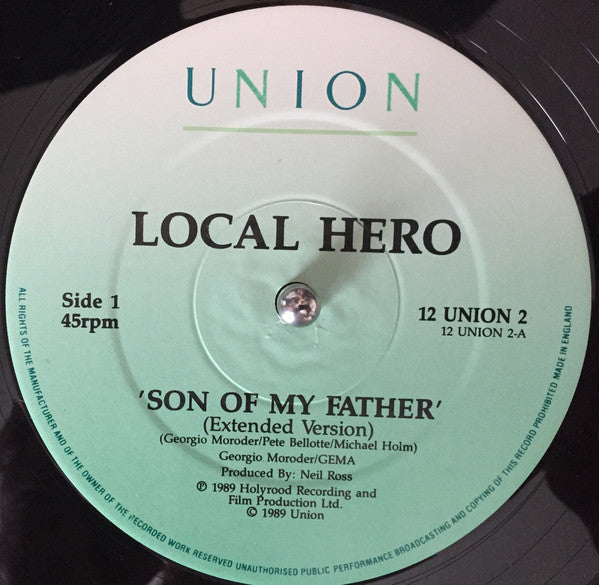 UNION
LOCAL HERO
Side 1
45rpm
12 UNION 2
12 UNION 2-A
'SON OF MY FATHER'
(Extended Version)
(Georgio Moroder/Pete Bellotte/Michael Holm)
Georgio Moroder/GEMA
Produced By: Neil Ross
℗ 1989 Holyrood Recording and
Film Production Ltd.
© 1989 Union
ALL RIGHTS OF THE MANUFACTURER AND OF THE OWNER OF THE RECORDED WORK RESERVED UNAUTHORISED PUBLIC PERFORMANCE BROADCASTING AND COPYING OF THIS RECORD PROHIBITED MADE IN ENGLAND